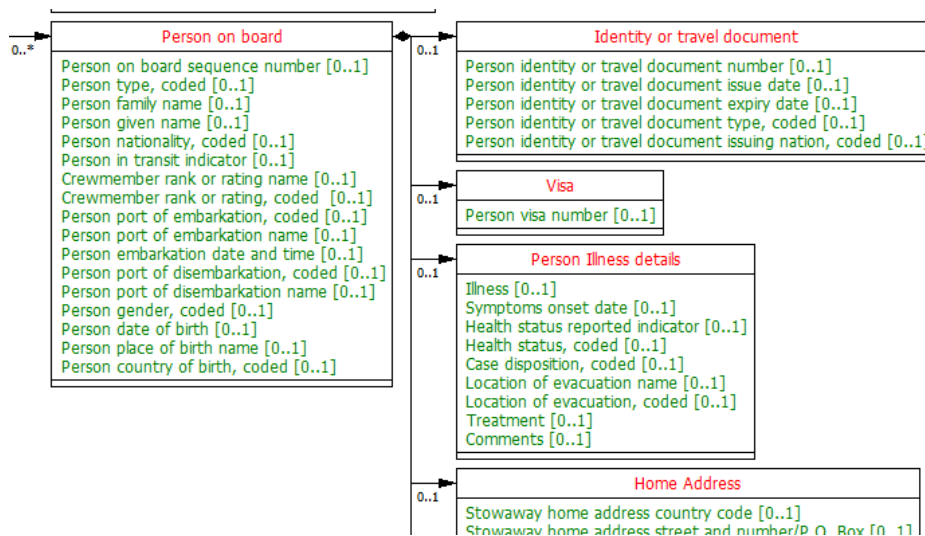 Person on board
0..*
Person on board sequence number [0..1]
Person type, coded [0..1]
Person family name [0..1]
Person given name [0..1]
Person nationality, coded [0..1]
Person in transit indicator [0..1]
Crewmember rank or rating name [0..1]
Crewmember rank or rating, coded [0..1]
Person port of embarkation, coded [0..1]
Person port of embarkation name [0..1]
Person embarkation date and time [0..1]
Person port of disembarkation, coded [0..1]
Person port of disembarkation name [0..1]
Person gender, coded [0..1]
Person date of birth [0..1]
Person place of birth name [0..1]
Person country of birth, coded [0..1]
0..1
Identity or travel document
Person identity or travel document number [0..1]
Person identity or travel document issue date [0..1]
Person identity or travel document expiry date [0..1]
Person identity or travel document type, coded [0..1]
Person identity or travel document issuing nation, coded [0..1]
0..1
Visa
Person visa number [0..1]
0..1
Person Illness details
Illness [0..1]
Symptoms onset date [0..1]
Health status reported indicator [0..1]
Health status, coded [0..1]
Case disposition, coded [0..1]
Location of evacuation name [0..1]
Location of evacuation, coded [0..1]
Treatment [0..1]
Comments [0..1]
0..1
Home Address
Stowaway home address country code [0..1]
Stowaway home address street and number/P.O. Box [0..1]